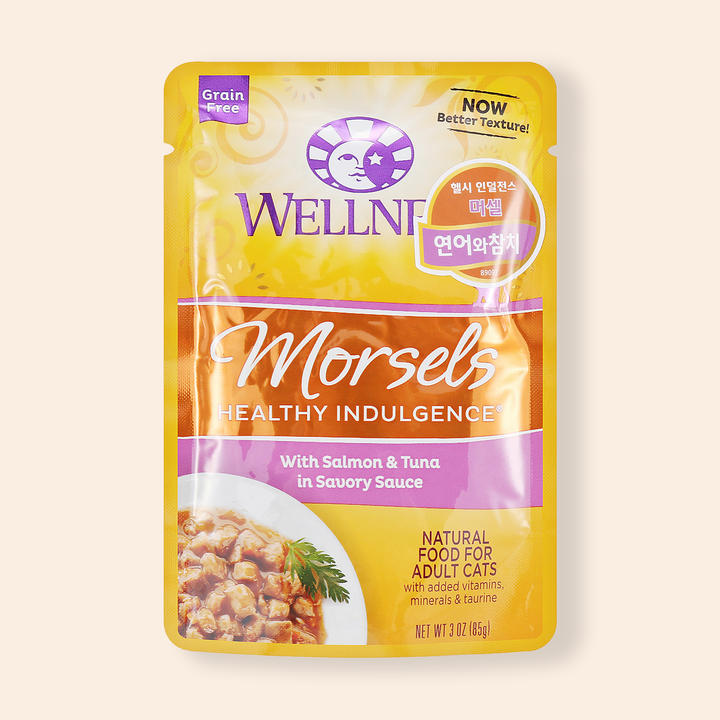 Grain
Free
NOW
Better Texture!
헬시 인덜전스
머셀
연어와참치
Morsels
HEALTHY INDULGENCE®
With Salmon & Tuna
in Savory Sauce
NATURAL
FOOD FOR
ADULT CATS
with added vitamins,
minerals & taurine
NET WT 3 OZ (85g)